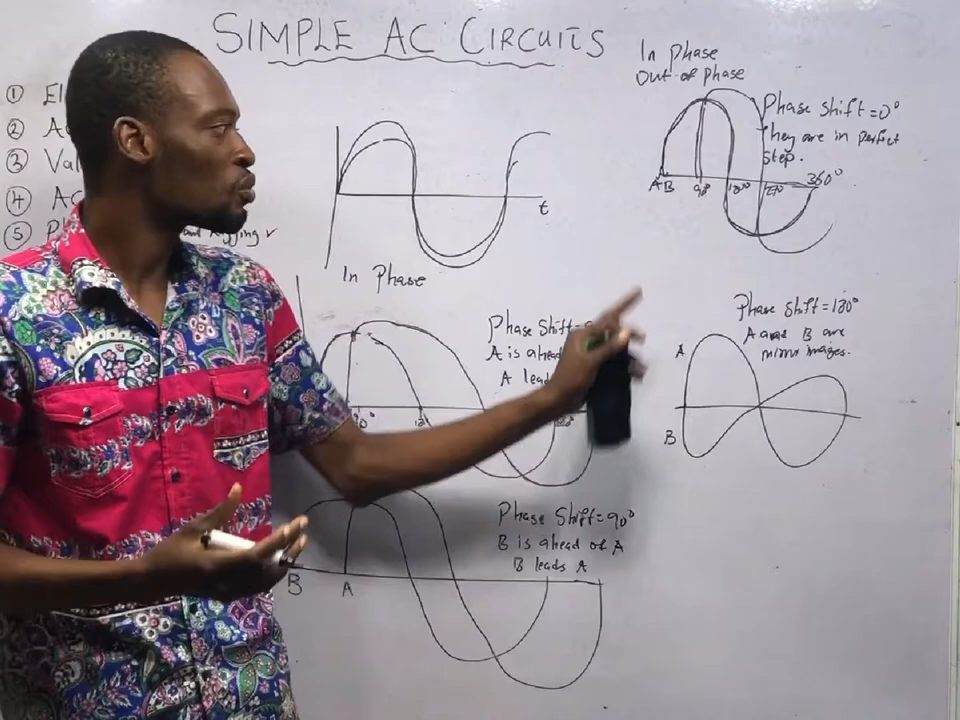 SIMPLE AC CIRCUITS
①
②
③ Val
④
⑤
Lagging ✓
t
In Phase
In phase
Out of phase
Phase Shift = 0°
They are in perfect
step.
A B 90° 180° 270° 360°
Phase Shift=
A is ahead
A
Phase Shift = 180°
A and B are
mirror images.
A
B
Phase Shift = 90°
B is ahead of A
B leads A
B A